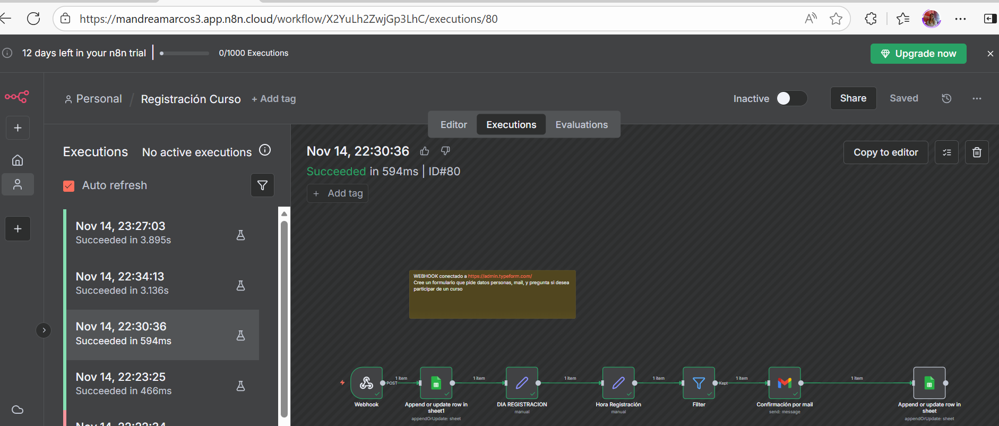 https://mandreamarcos3.app.n8n.cloud/workflow/X2YuLh2ZwjGp3LhC/executions/80
12 days left in your n8n trial
0/1000 Executions
Upgrade now
Personal / Registración Curso + Add tag
Inactive
Share
Saved
Editor
Executions
Evaluations
Executions
No active executions
Auto refresh
Nov 14, 23:27:03
Succeeded in 3.895s
Nov 14, 22:34:13
Succeeded in 3.136s
Nov 14, 22:30:36
Succeeded in 594ms
Nov 14, 22:23:25
Succeeded in 466ms
Nov 14, 22:30:36
Succeeded in 594ms | ID#80
+ Add tag
Copy to editor
WEBHOOK conectado a https://admin.typeform.com/
Cree un formulario que pide datos personas, mail, y pregunta si desea
participar de un curso
POST
1 item
1 item
1 item
1 item
Kept
1 item
1 item
Webhook
Append or update row in
sheet1
appendOrUpdate: sheet
DIA REGISTRACION
manual
Hora Registración
manual
Filter
Confirmación por mail
send: message
Append or update row in
sheet
appendOrUpdate: sheet